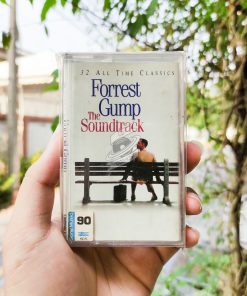 32 ALL TIME CLASSICS
Forrest
Gump
The
Soundtrack
90